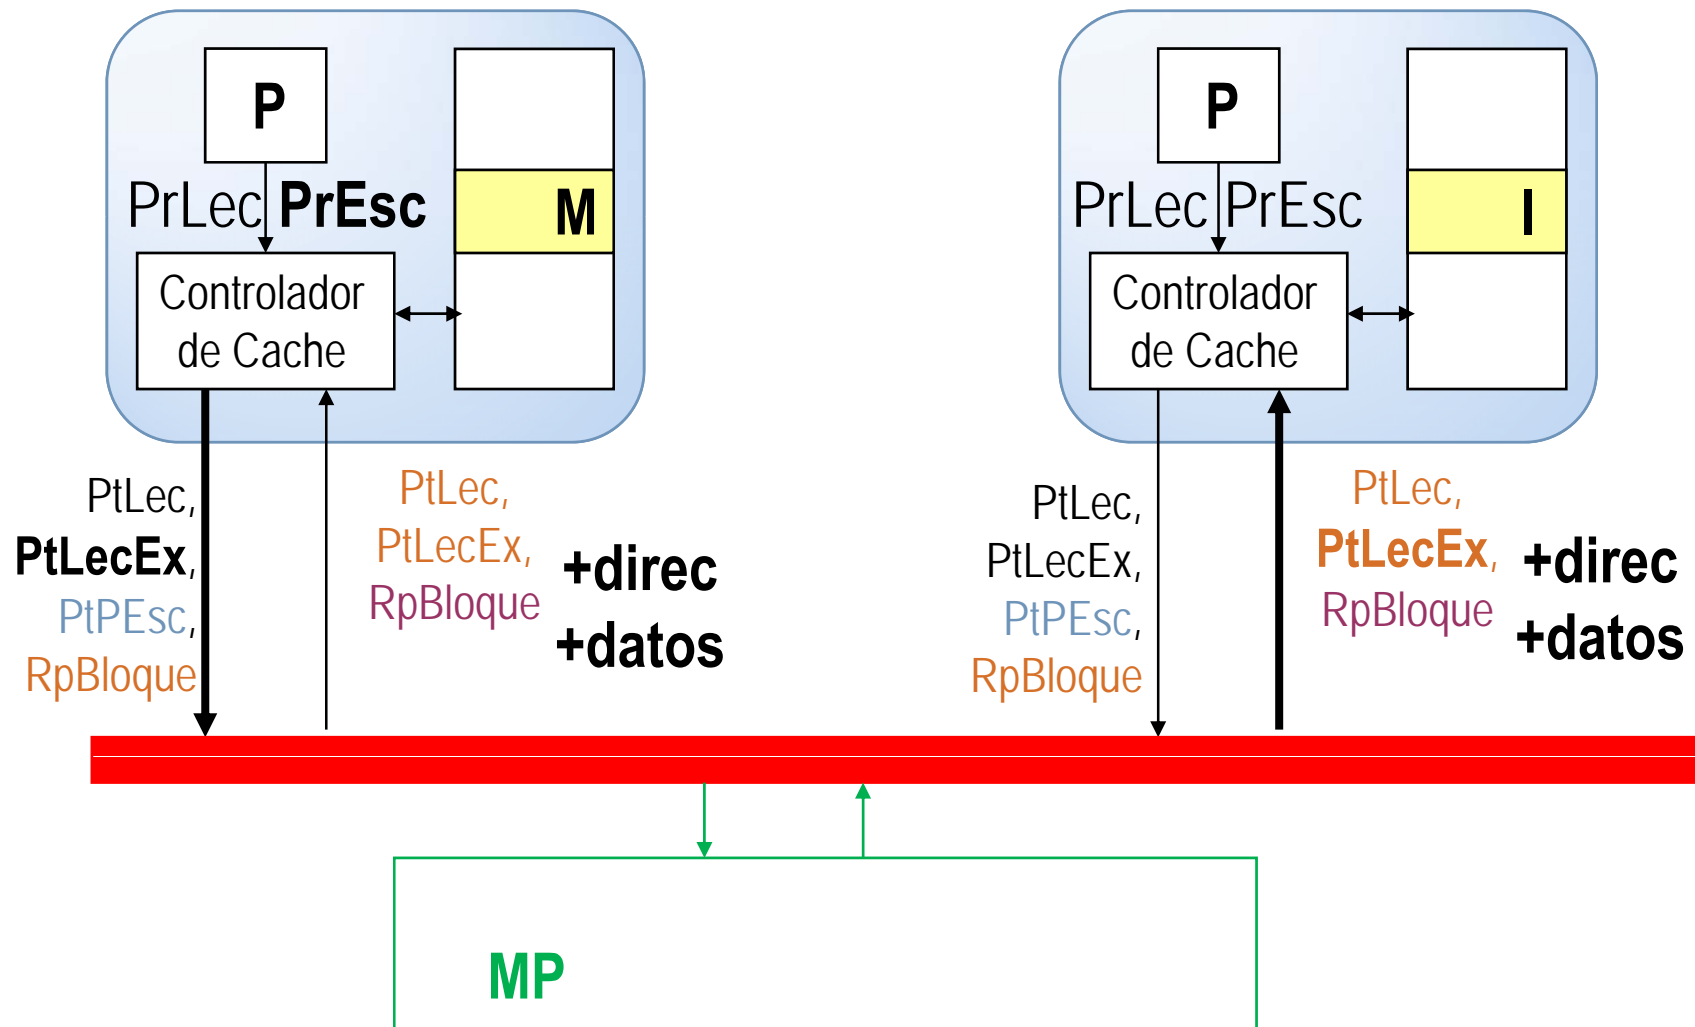 P
PrLec PrEsc
M
Controlador
de Cache
PtLec,
PtLecEx,
PtPEsc,
RpBloque
PtLec,
PtLecEx,
RpBloque
+direc
+datos
P
PrLec PrEsc
I
Controlador
de Cache
PtLec,
PtLecEx,
PtPEsc,
RpBloque
PtLec,
PtLecEx,
RpBloque
+direc
+datos
MP